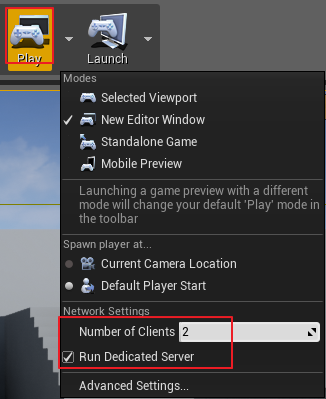 Play
Launch
Modes
Selected Viewport
New Editor Window
Standalone Game
Mobile Preview
Launching a game preview with a different
mode will change your default 'Play' mode in
the toolbar
Spawn player at...
Current Camera Location
Default Player Start
Network Settings
Number of Clients 2
Run Dedicated Server
Advanced Settings...